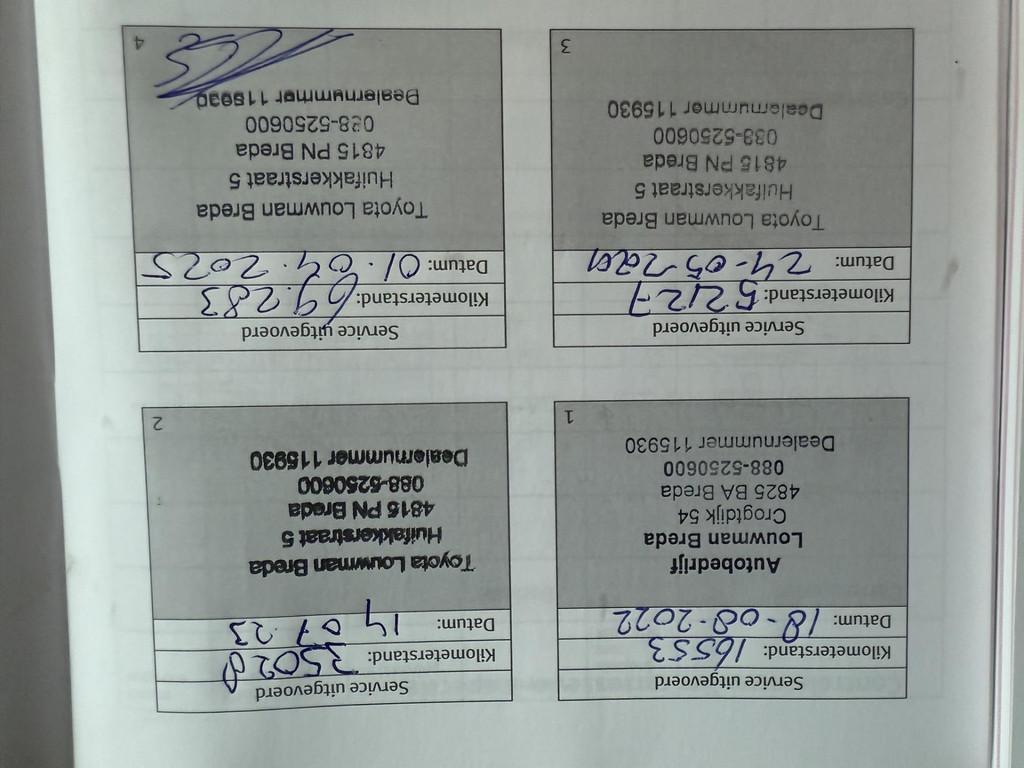 Service uitgevoerd
Kilometerstand: 16553
Datum: 18-08-2022
Autobedrijf
Louwman Breda
Crogtdijk 54
4825 BA Breda
088-5250600
Dealernummer 115930
1
Service uitgevoerd
Kilometerstand: 35028
Datum: 14 07 23
Toyota Louwman Breda
Huifakkerstraat 5
4815 PN Breda
088-5250600
Dealernummer 115930
2
Service uitgevoerd
Kilometerstand: 52127
Datum: 24-05-2024
Toyota Louwman Breda
Huifakkerstraat 5
4815 PN Breda
088-5250600
Dealernummer 115930
3
Service uitgevoerd
Kilometerstand: 69.283
Datum: 01.04.2025
Toyota Louwman Breda
Huifakkerstraat 5
4815 PN Breda
088-5250600
Dealernummer 115930
4